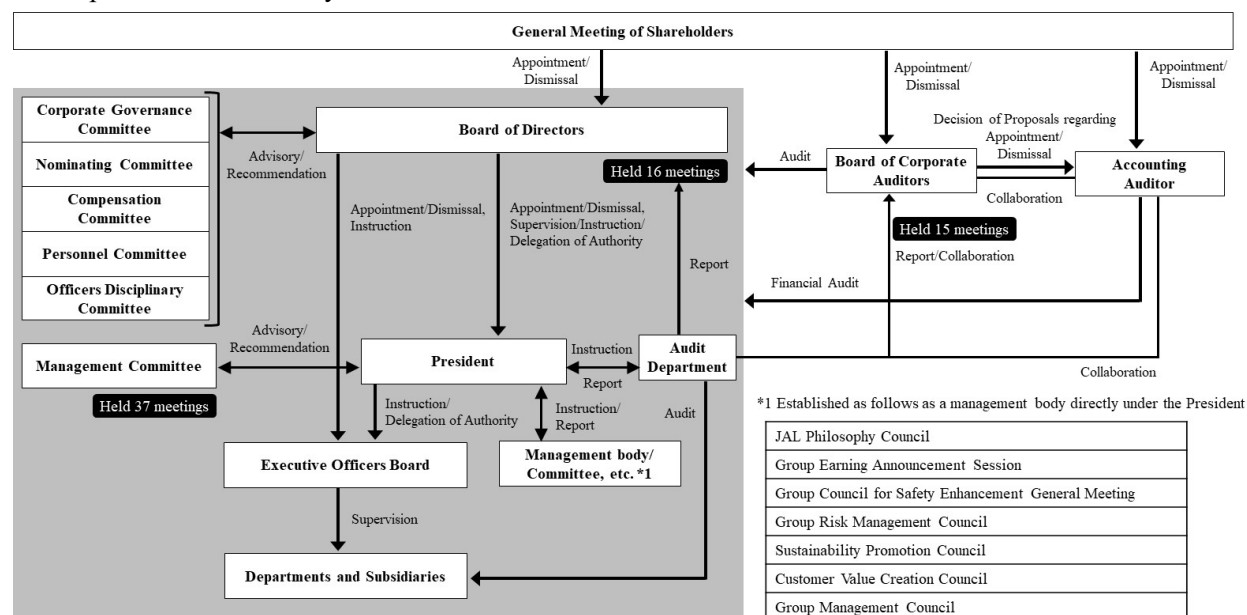 General Meeting of Shareholders
Appointment/
Dismissal
Appointment/
Dismissal
Appointment/
Dismissal
Corporate Governance
Committee
Nominating Committee
Compensation
Committee
Personnel Committee
Officers Disciplinary
Committee
Advisory/
Recommendation
Board of Directors
Held 16 meetings
Audit
Board of Corporate
Auditors
Decision of Proposals regarding
Appointment/
Dismissal
Accounting
Auditor
Collaboration
Held 15 meetings
Report/Collaboration
Appointment/Dismissal,
Instruction
Appointment/Dismissal,
Supervision/Instruction/
Delegation of Authority
Report
Financial Audit
Advisory/
Recommendation
Management Committee
Held 37 meetings
President
Instruction
Report
Audit
Department
Collaboration
Instruction/
Delegation of Authority
Instruction/
Report
Audit
Executive Officers Board
Management body/
Committee, etc. *1
Supervision
Departments and Subsidiaries
*1 Established as follows as a management body directly under the President
JAL Philosophy Council
Group Earning Announcement Session
Group Council for Safety Enhancement General Meeting
Group Risk Management Council
Sustainability Promotion Council
Customer Value Creation Council
Group Management Council